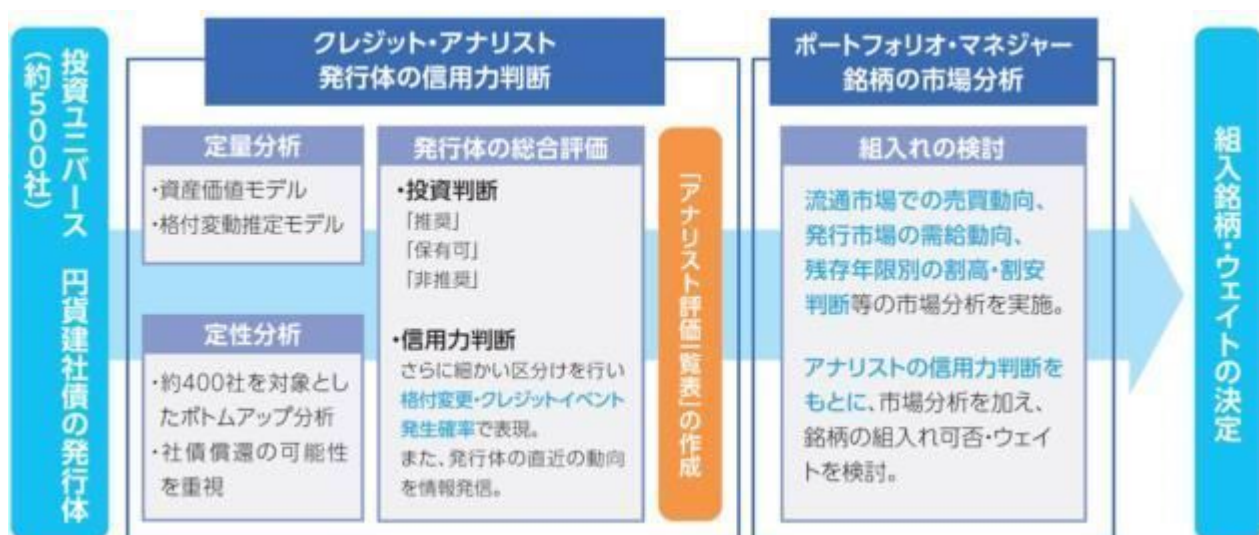 投資ユニバース 円貨建社債の発行体
(約500社)
クレジット・アナリスト
発行体の信用力判断
定量分析
・資産価値モデル
・格付変動推定モデル
定性分析
・約400社を対象とし
たボトムアップ分析
・社債償還の可能性
を重視
発行体の総合評価
・投資判断
「推奨」
「保有可」
「非推奨」
・信用力判断
さらに細かい区分けを行い
格付変更・クレジットイベント
発生確率で表現。
また、発行体の直近の動向
を情報発信。
「アナリスト評価一覧表」の作成
ポートフォリオ・マネジャー
銘柄の市場分析
組入れの検討
流通市場での売買動向、
発行市場の需給動向、
残存年限別の割高・割安
判断等の市場分析を実施。
アナリストの信用力判断を
もとに、市場分析を加え、
銘柄の組入れ可否・ウェイ
トを検討。
組入銘柄・ウェイトの決定